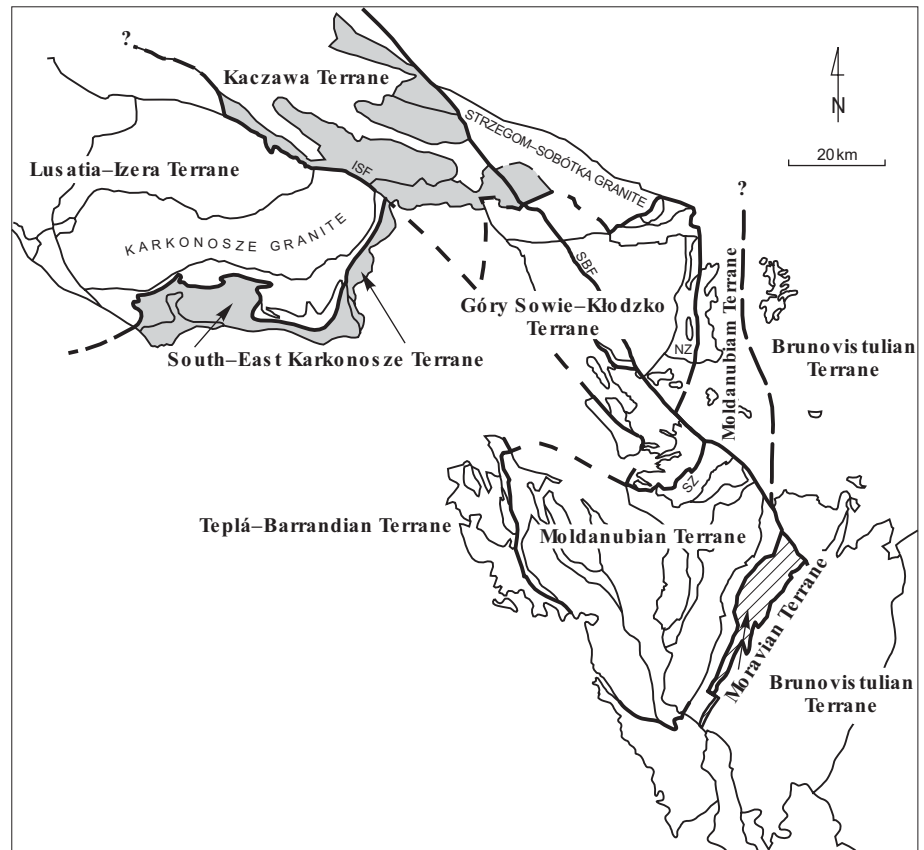 ?
Kaczawa Terrane
N
STRZEGOM–SOBÓTKA GRANITE
20 km
Lusatia–Izera Terrane
ISF
?
KARKONOSZE GRANITE
SBF
Góry Sowie–Kłodzko
Terrane
NZ
Moldanubiam Terrane
Brunovistulian
Terrane
South–East Karkonosze Terrane
SZ
Teplá–Barrandian Terrane
Moldanubian Terrane
Moravian Terrane
Brunovistulian
Terrane